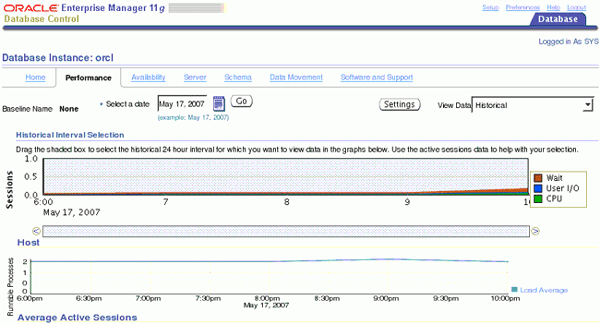 ORACLE Enterprise Manager 11g
Database Control
Setup Preferences Help Logout
Database
Logged in As SYS
Database Instance: orcl
Home Performance Availability Server Schema Data Movement Software and Support
Baseline Name None
* Select a date May 17, 2007 Go
(example: May 17, 2007)
Settings View Data Historical
Historical Interval Selection
Drag the shaded box to select the historical 24 hour interval for which you want to view data in the graphs below. Use the active sessions data to help with your selection.
Sessions
1.0
0.5
0.0
6:00 7 8 9 10
May 17, 2007
Wait
User I/O
CPU
Host
Runnable Processes
2
1
1
0
0
6:00pm 6:30pm 7:00pm 7:30pm 8:00pm 8:30pm 9:00pm 9:30pm 10:00pm
May 17, 2007
Load Average
Average Active Sessions